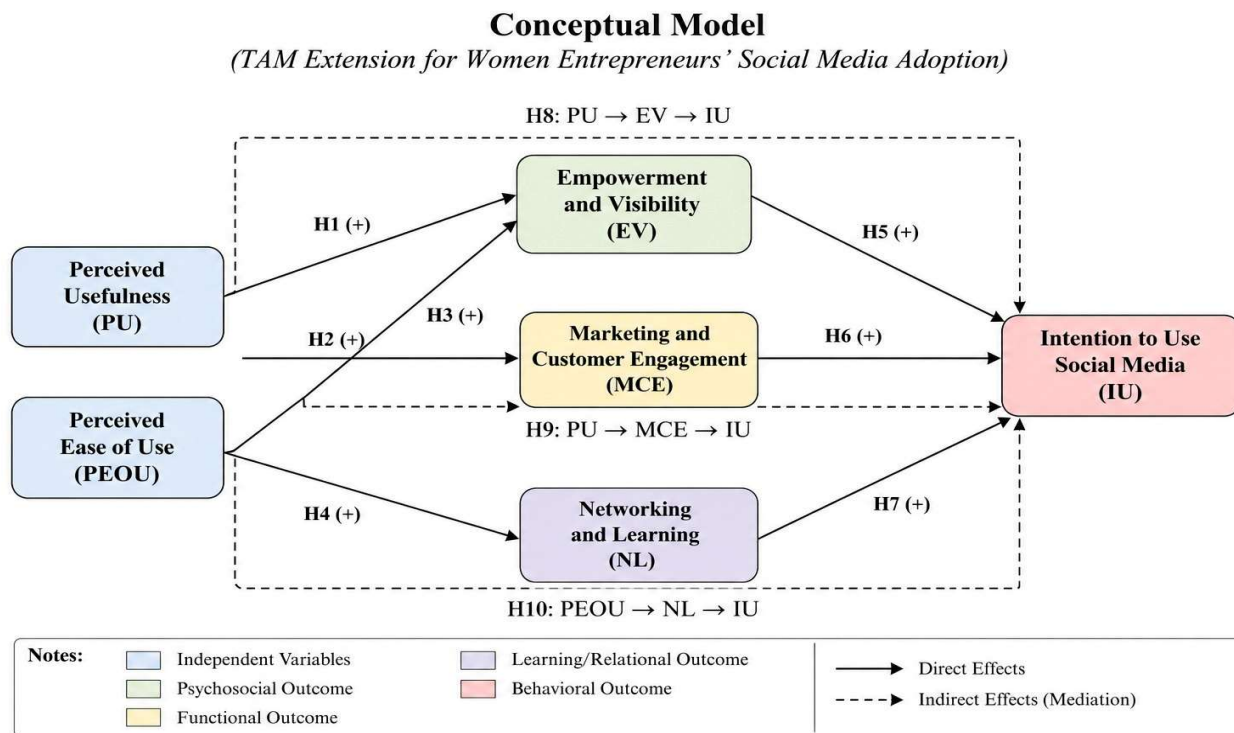 Conceptual Model
(TAM Extension for Women Entrepreneurs’ Social Media Adoption)
H8: PU → EV → IU
Empowerment
and Visibility
(EV)
H1 (+)
H5 (+)
Perceived
Usefulness
(PU)
H3 (+)
H2 (+)
Marketing and
Customer Engagement
(MCE)
H6 (+)
Intention to Use
Social Media
(IU)
Perceived
Ease of Use
(PEOU)
H9: PU → MCE → IU
H4 (+)
Networking
and Learning
(NL)
H7 (+)
H10: PEOU → NL → IU
Notes:
Independent Variables
Psychosocial Outcome
Functional Outcome
Learning/Relational Outcome
Behavioral Outcome
Direct Effects
Indirect Effects (Mediation)